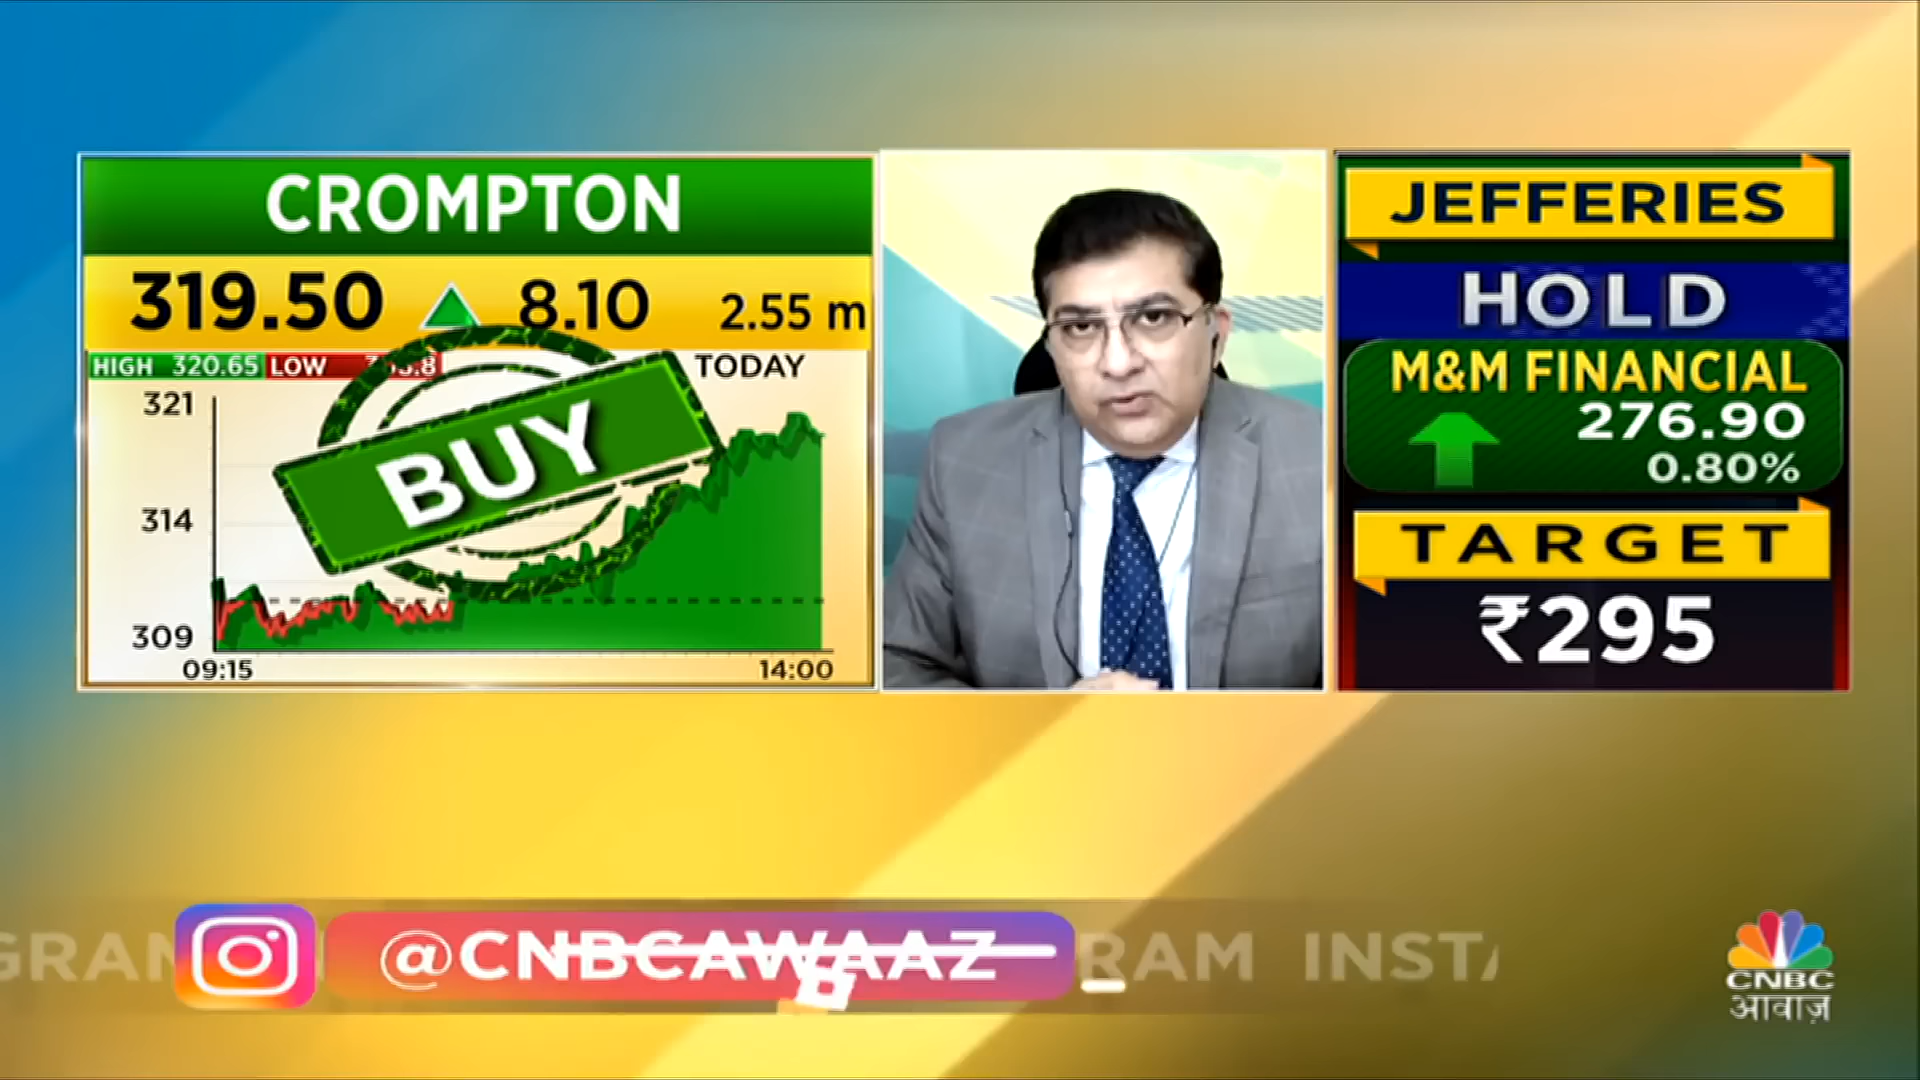 CROMPTON
319.50 8.10 2.55 m
HIGH 320.65 LOW
TODAY
BUY
321
314
309
09:15 14:00
JEFFERIES
HOLD
M&M FINANCIAL
276.90
0.80%
TARGET
₹295
@CNBCAWAAZ
RAM INSTA
CNBC
आवाज़